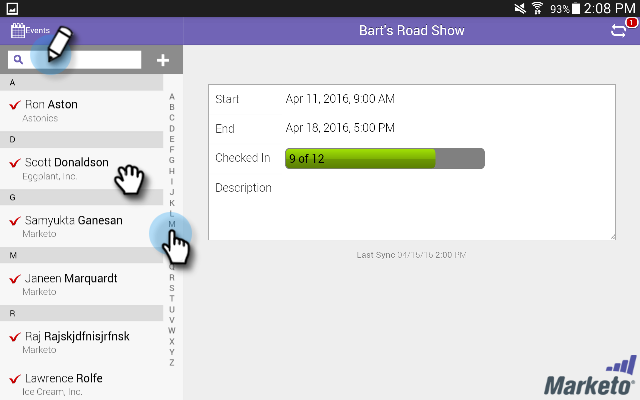 93% 2:08 PM
Events
Bart's Road Show
1
A
Ron Aston
Astonics
D
Scott Donaldson
Eggplant, Inc.
G
Samyukta Ganesan
Marketo
M
Janeen Marquardt
Marketo
R
Raj Rajskjdfnisjrfnsk
Marketo
Lawrence Rolfe
Ice Cream, Inc.
A
B
C
D
E
F
G
H
I
J
K
L
M
Q
R
S
T
U
V
W
X
Y
Z
Start Apr 11, 2016, 9:00 AM
End Apr 18, 2016, 5:00 PM
Checked In 9 of 12
Description
Last Sync 04/15/16 2:00 PM
Marketo